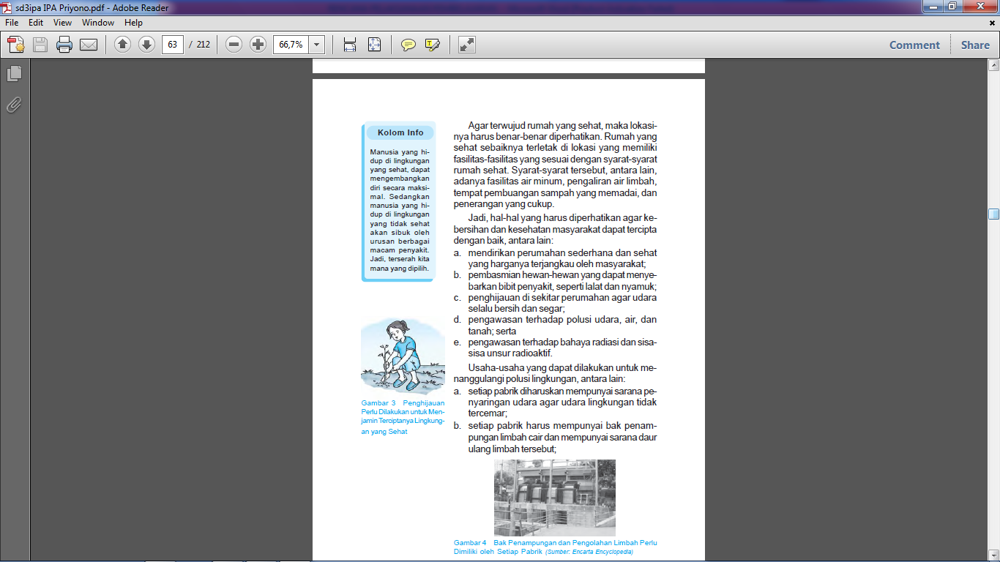 sd3ipa IPA Priyono.pdf - Adobe Reader
File Edit View Window Help
63 / 212
66,7%
Comment Share
Kolom Info
Manusia yang hi-
dup di lingkungan
yang sehat, dapat
mengembangkan
diri secara maksi-
mal. Sedangkan
manusia yang hi-
dup di lingkungan
yang tidak sehat
akan sibuk oleh
urusan berbagai
macam penyakit.
Jadi, terserah kita
mana yang dipilih.
Gambar 3 Penghijauan
Perlu Dilakukan untuk Men-
jamin Terciptanya Lingkung-
an yang Sehat
Agar terwujud rumah yang sehat, maka lokasi-
nya harus benar-benar diperhatikan. Rumah yang
sehat sebaiknya terletak di lokasi yang memiliki
fasilitas-fasilitas yang sesuai dengan syarat-syarat
rumah sehat. Syarat-syarat tersebut, antara lain,
adanya fasilitas air minum, pengaliran air limbah,
tempat pembuangan sampah yang memadai, dan
penerangan yang cukup.
Jadi, hal-hal yang harus diperhatikan agar ke-
bersihan dan kesehatan masyarakat dapat tercipta
dengan baik, antara lain:
a. mendirikan perumahan sederhana dan sehat
yang harganya terjangkau oleh masyarakat;
b. pembasmian hewan-hewan yang dapat menye-
barkan bibit penyakit, seperti lalat dan nyamuk;
c. penghijauan di sekitar perumahan agar udara
selalu bersih dan segar;
d. pengawasan terhadap polusi udara, air, dan
tanah; serta
e. pengawasan terhadap bahaya radiasi dan sisa-
sisa unsur radioaktif.
Usaha-usaha yang dapat dilakukan untuk me-
nanggulangi polusi lingkungan, antara lain:
a. setiap pabrik diharuskan mempunyai sarana pe-
nyaringan udara agar udara lingkungan tidak
tercemar;
b. setiap pabrik harus mempunyai bak penam-
pungan limbah cair dan mempunyai sarana daur
ulang limbah tersebut;
Gambar 4 Bak Penampungan dan Pengolahan Limbah Perlu
Dimiliki oleh Setiap Pabrik (Sumber: Encarta Encyclopedia)